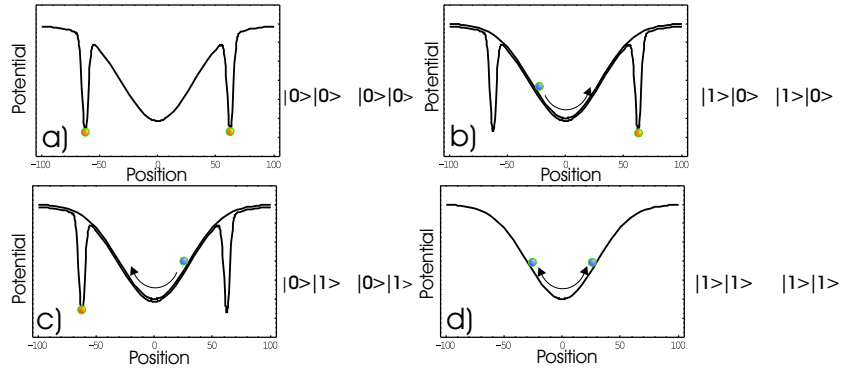 Potential
a)
−100 −50 0 50 100
Position
|0>|0> |0>|0>
Potential
b)
−100 −50 0 50 100
Position
|1>|0> |1>|0>
Potential
c)
−100 −50 0 50 100
Position
|0>|1> |0>|1>
Potential
d)
−100 −50 0 50 100
Position
|1>|1> |1>|1>